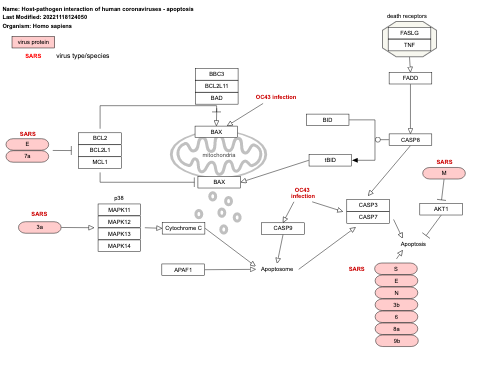 Name: Host-pathogen interaction of human coronaviruses - apoptosis
Last Modified: 20221118124050
Organism: Homo sapiens
virus protein
SARS
virus type/species
death receptors
FASLG
TNF
FADD
BBC3
BCL2L11
BAD
OC43 infection
BAX
mitochondria
BAX
BID
tBID
CASP8
SARS
E
7a
BCL2
BCL2L1
MCL1
SARS
M
AKT1
SARS
3a
p38
MAPK11
MAPK12
MAPK13
MAPK14
Cytochrome C
OC43
infection
CASP9
CASP3
CASP7
Apoptosis
APAF1
Apoptosome
SARS
S
E
N
3b
6
8a
9b